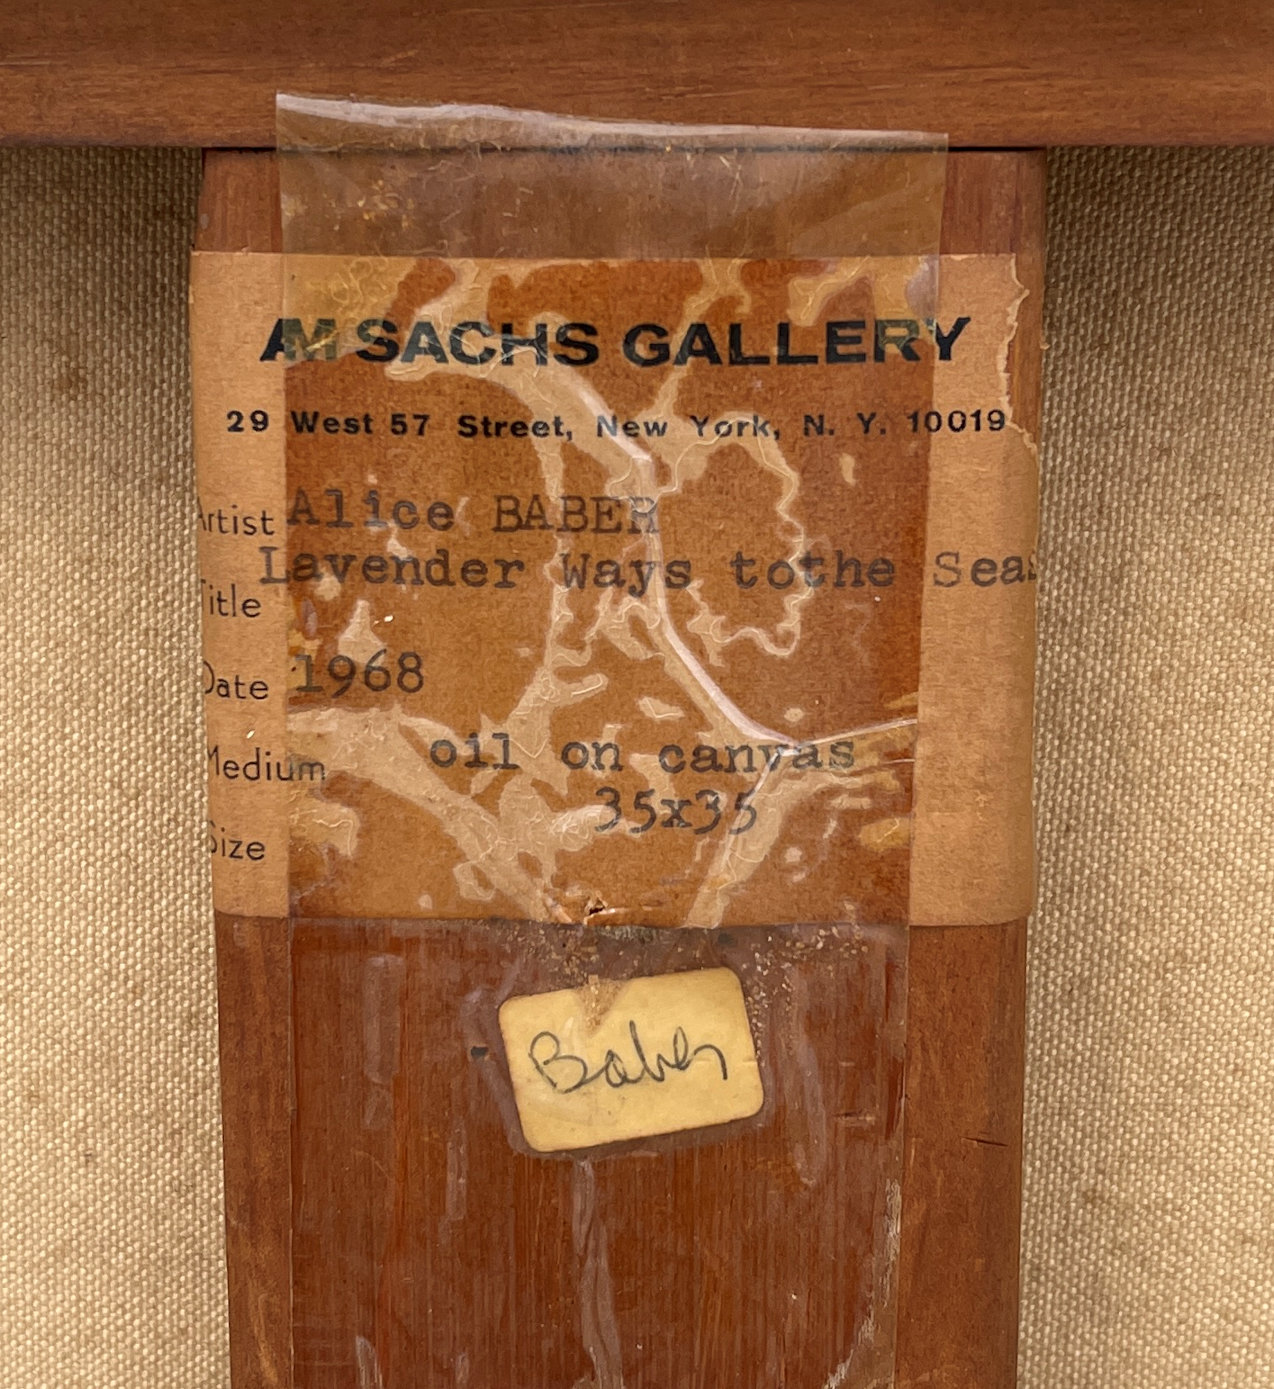 AM SACHS GALLERY
29 West 57 Street, New York, N. Y. 10019
Artist Alice BABER
Lavender Ways tothe Seas
Title
Date 1968
Medium oil on canvas
35x35
Size
Baber